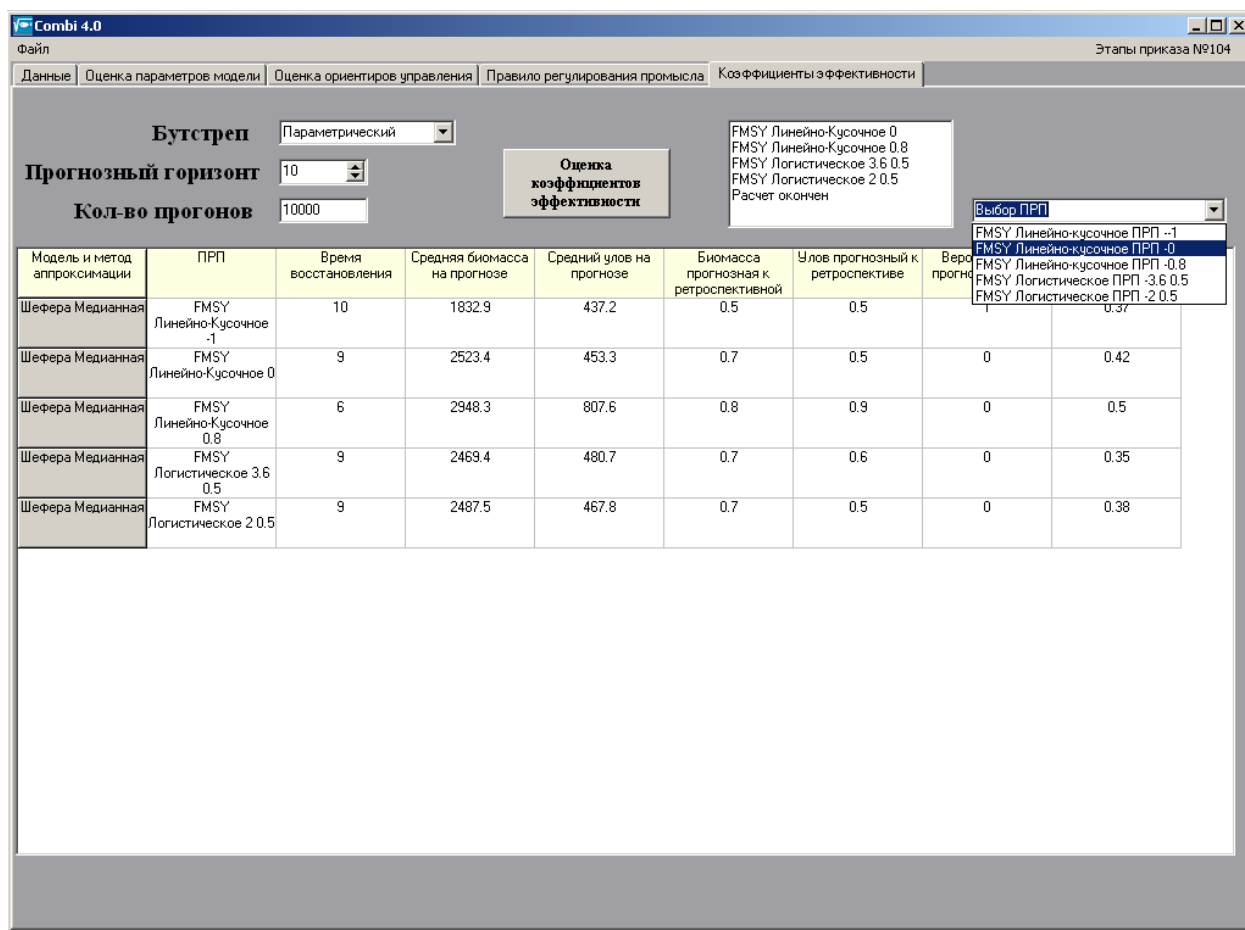 Combi 4.0
Файл
Этапы приказа №104
Данные
Оценка параметров модели
Оценка ориентиров управления
Правило регулирования промысла
Коэффициенты эффективности
Бутстреп
Параметрический
Прогнозный горизонт
10
Кол-во прогонов
10000
Оценка
коэффициентов
эффективности
FMSY Линейно-Кусочное 0
FMSY Линейно-Кусочное 0.8
FMSY Логистическое 3.6 0.5
FMSY Логистическое 2 0.5
Расчет окончен
Выбор ПРП
FMSY Линейно-кусочное ПРП --1
FMSY Линейно-кусочное ПРП -0
FMSY Линейно-кусочное ПРП -0.8
FMSY Логистическое ПРП -3.6 0.5
FMSY Логистическое ПРП -2 0.5
Модель и метод
аппроксимации
ПРП
Время
восстановления
Средняя биомасса
на прогнозе
Средний улов на
прогнозе
Биомасса
прогнозная к
ретроспективной
Улов прогнозный к
ретроспективе
Шефера Медианная
FMSY
Линейно-Кусочное
-1
10
1832.9
437.2
0.5
0.5
1
0.37
Шефера Медианная
FMSY
Линейно-Кусочное 0
9
2523.4
453.3
0.7
0.5
0
0.42
Шефера Медианная
FMSY
Линейно-Кусочное
0.8
6
2948.3
807.6
0.8
0.9
0
0.5
Шефера Медианная
FMSY
Логистическое 3.6
0.5
9
2469.4
480.7
0.7
0.6
0
0.35
Шефера Медианная
FMSY
Логистическое 2 0.5
9
2487.5
467.8
0.7
0.5
0
0.38